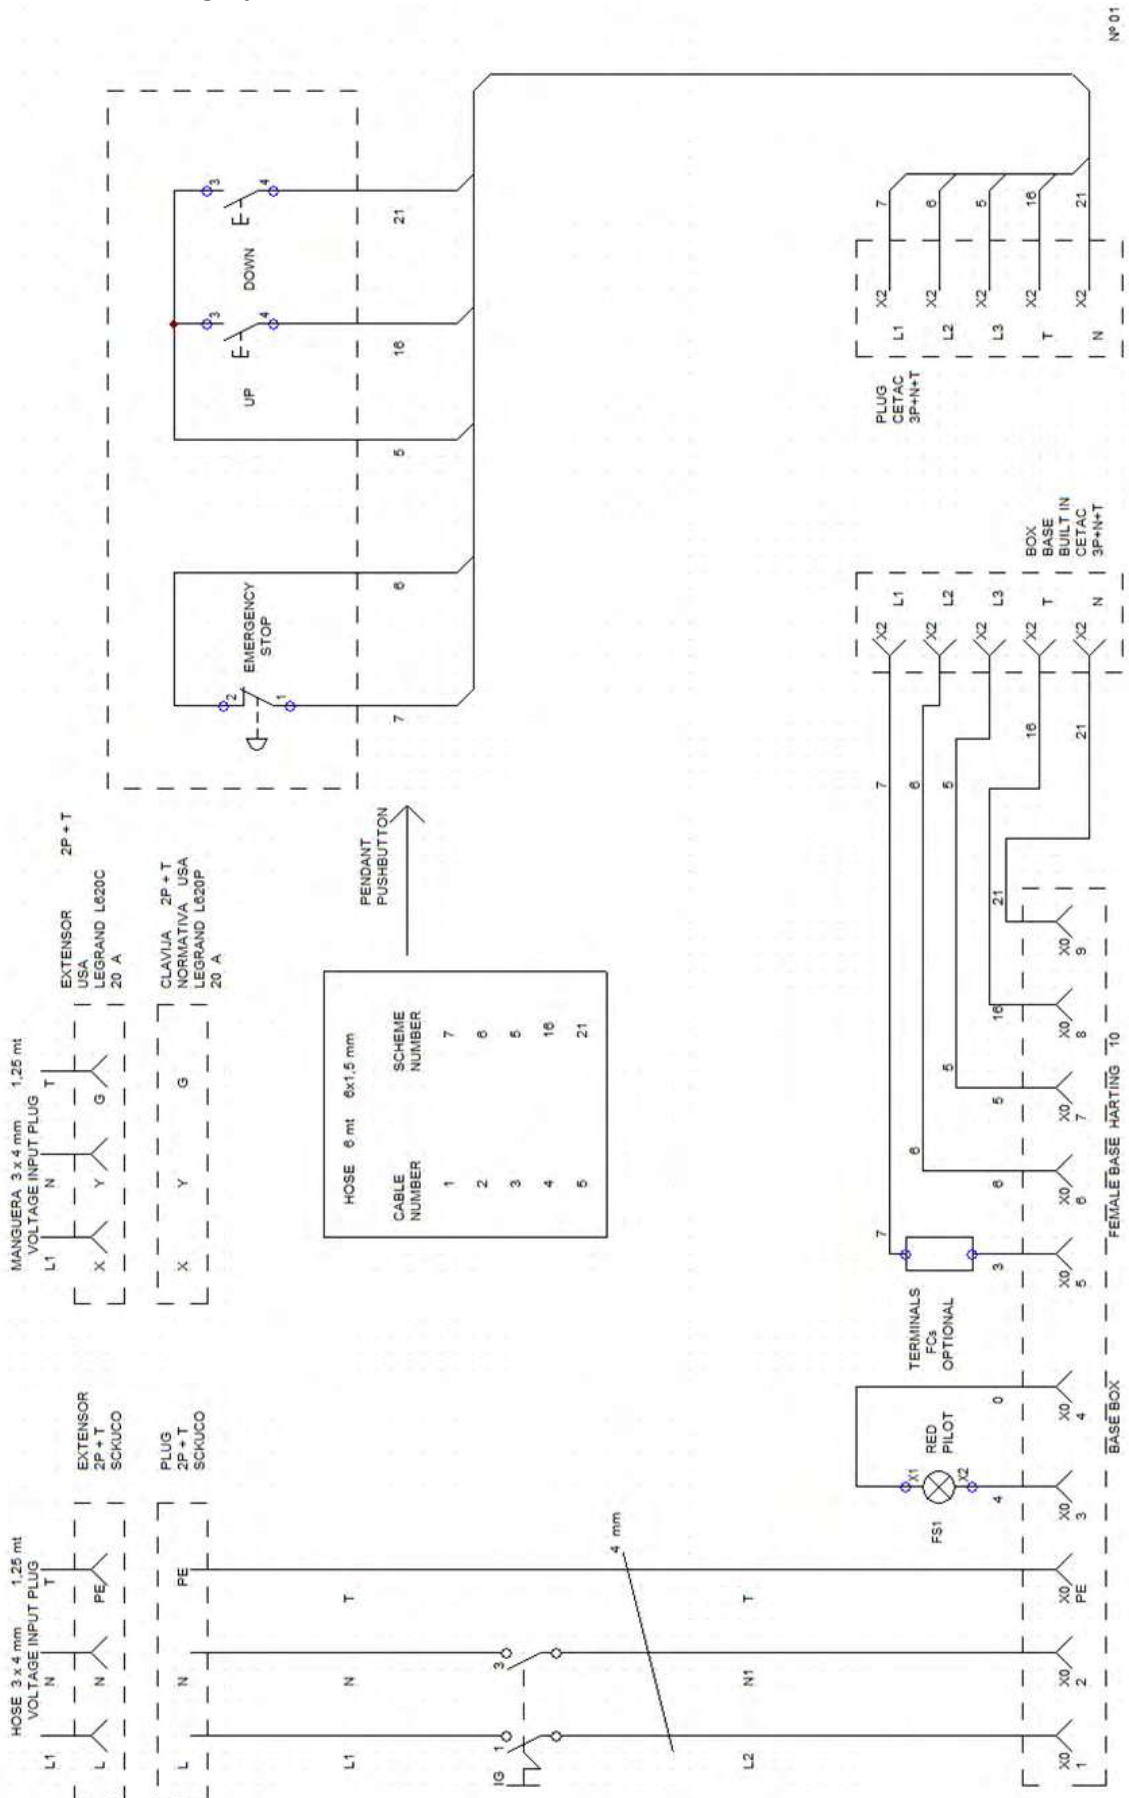 HOSE 3 x 4 mm 1,25 mt
VOLTAGE INPUT PLUG
L1 N T
L N PE
EXTENSOR
2P + T
SCKUCO
L N PE
PLUG
2P + T
SCKUCO
MANGUERA 3 x 4 mm 1,25 mt
VOLTAGE INPUT PLUG
L1 N T
X Y G
EXTENSOR 2P + T
USA
LEGRAND L620C
20 A
X Y G
CLAVIJA 2P + T
NORMATIVA USA
LEGRAND L620P
20 A
L1 N T
IG 1 3
4 mm
L2 N1 T
HOSE 6 mt 6x1,5 mm
CABLE
NUMBER
SCHEME
NUMBER
1 7
2 6
3 5
4 16
5 21
PENDANT
PUSHBUTTON
2
1
EMERGENCY
STOP
UP
3
4
DOWN
3
4
7 6 5 16 21
FS1
X1
X2
RED
PILOT
4 0
TERMINALS
FCs
OPTIONAL
7
3
6
6
5
5
16
21
7
6
5
16
21
X2 L1
X2 L2
X2 L3
X2 T
X2 N
BOX
BASE
BUILT IN
CETAC
3P+N+T
PLUG
CETAC
3P+N+T
X2 L1
X2 L2
X2 L3
X2 T
X2 N
7
6
5
16
21
X0 X0 X0 X0 X0 X0 X0 X0 X0 X0
1 2 PE 3 4 5 6 7 8 9
BASE BOX
FEMALE BASE HARTING 10
Nº 01